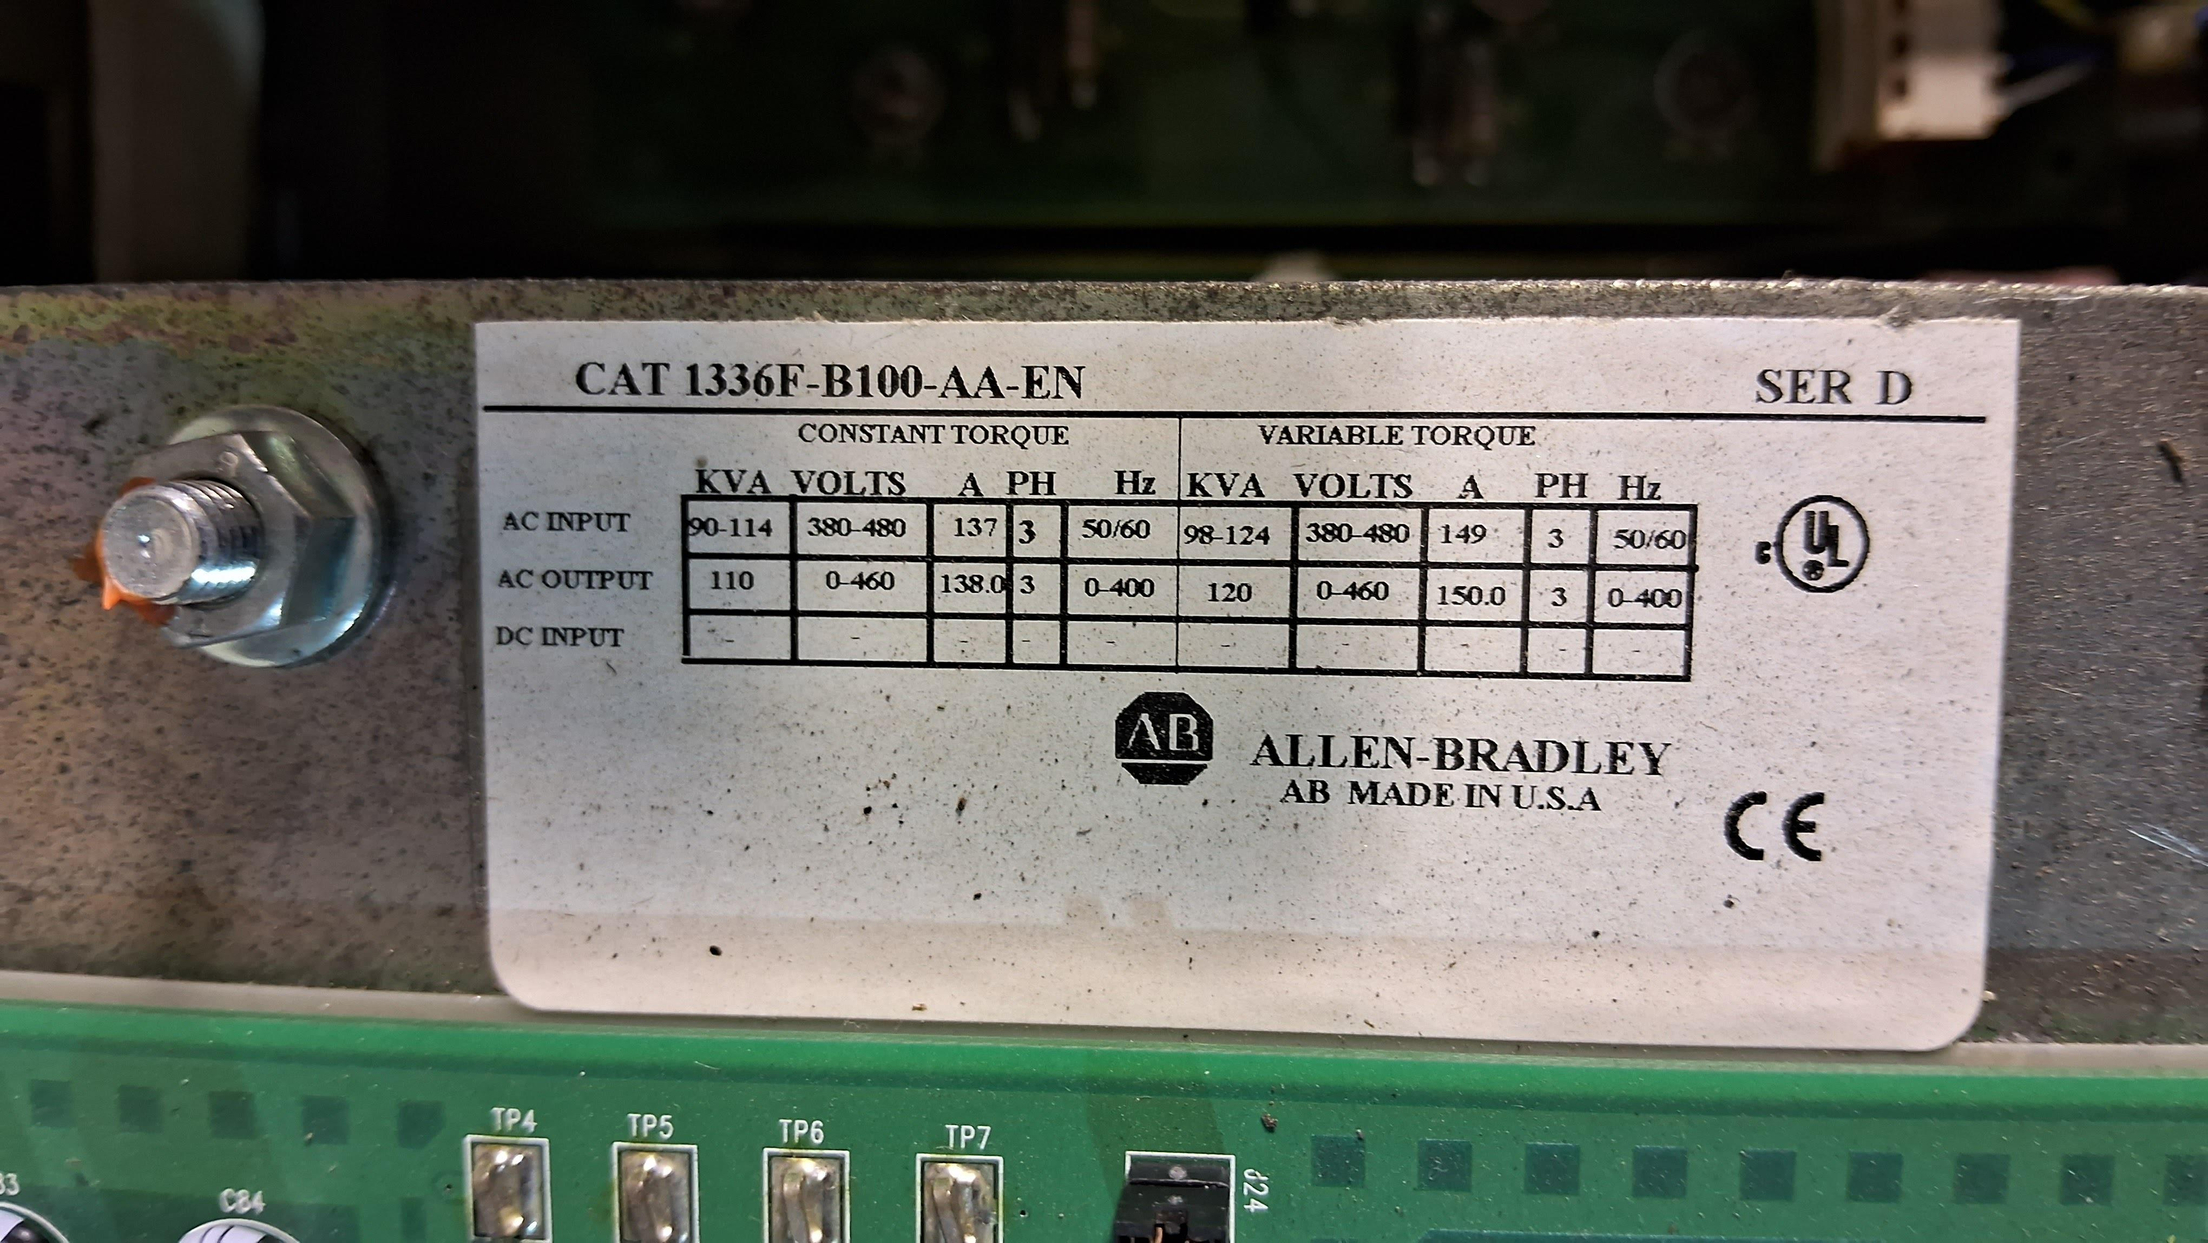 CAT 1336F-B100-AA-EN SER D
CONSTANT TORQUE VARIABLE TORQUE
KVA VOLTS A PH Hz KVA VOLTS A PH Hz
AC INPUT 90-114 380-480 137 3 50/60 98-124 380-480 149 3 50/60
AC OUTPUT 110 0-460 138.0 3 0-400 120 0-460 150.0 3 0-400
DC INPUT - - - - - - - - - -
C UL
AB ALLEN-BRADLEY
AB MADE IN U.S.A
CE
TP4 TP5 TP6 TP7
J24
C84